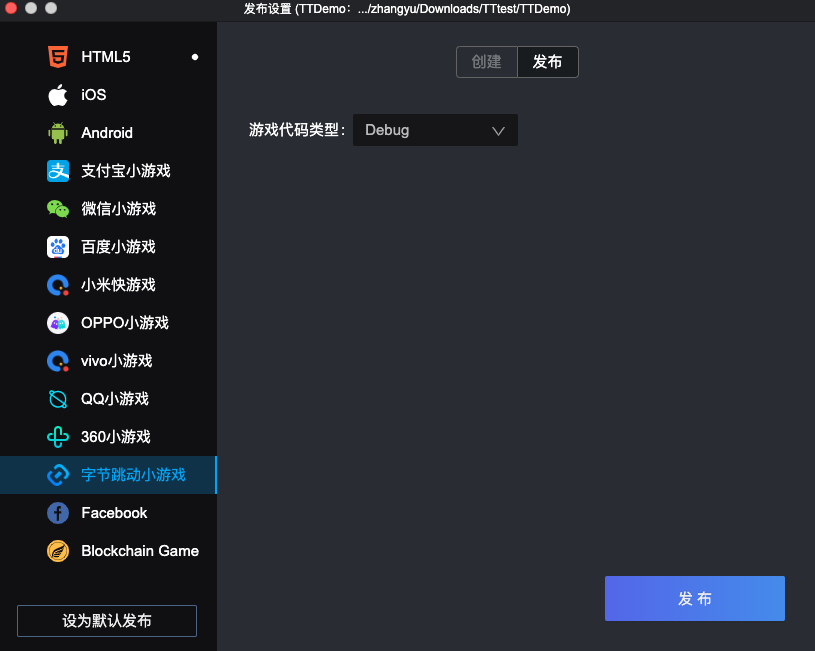 发布设置 (TTDemo: .../zhangyu/Downloads/TTtest/TTDemo)
HTML5
iOS
Android
支付宝小游戏
微信小游戏
百度小游戏
小米快游戏
OPPO小游戏
vivo小游戏
QQ小游戏
360小游戏
字节跳动小游戏
Facebook
Blockchain Game
设为默认发布
创建 发布
游戏代码类型: Debug
发 布